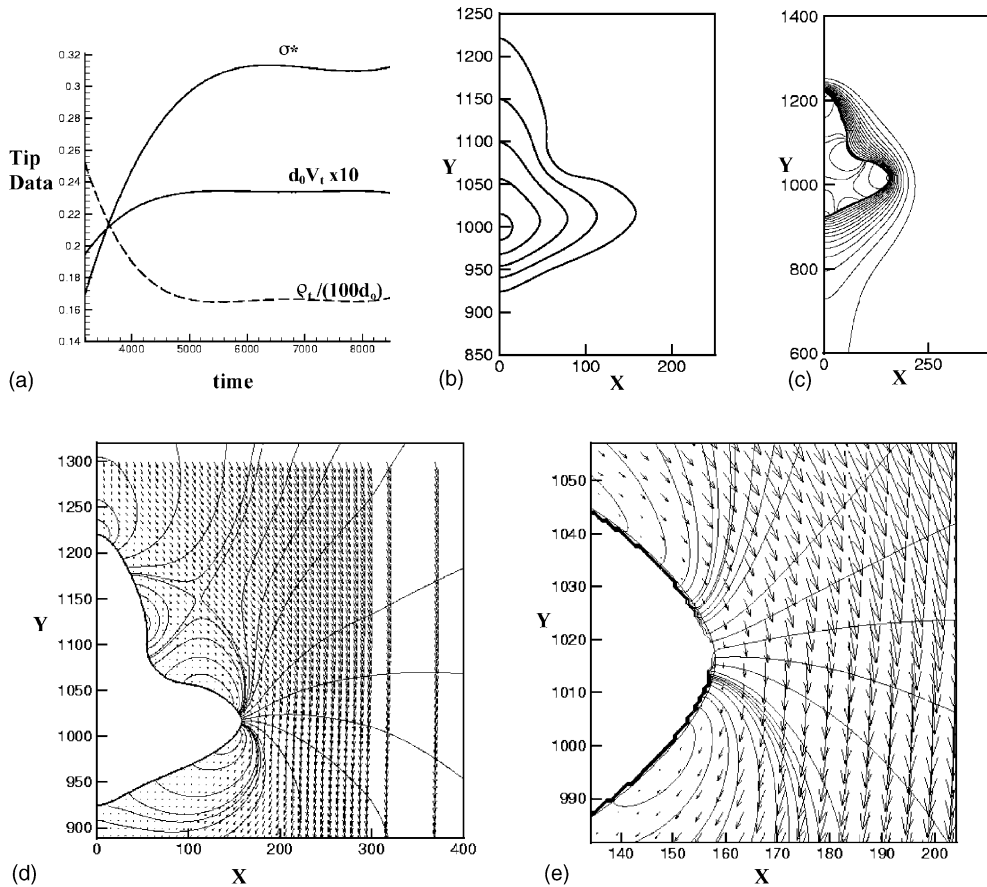 σ*
0.32
0.3
0.28
0.26
0.24
0.22
0.2
0.18
0.16
0.14
Tip
Data
d₀Vₜ x10
ϱₜ/(100d₀)
4000 5000 6000 7000 8000
time
(a)
1250
1200
1150
1100
1050
1000
950
900
850
Y
0 100 200
X
(b)
1400
1200
1000
800
600
Y
0 250
X
(c)
1300
1250
1200
1150
1100
1050
1000
950
900
Y
0 100 200 300 400
X
(d)
1050
1040
1030
1020
1010
1000
990
Y
140 150 160 170 180 190 200
X
(e)